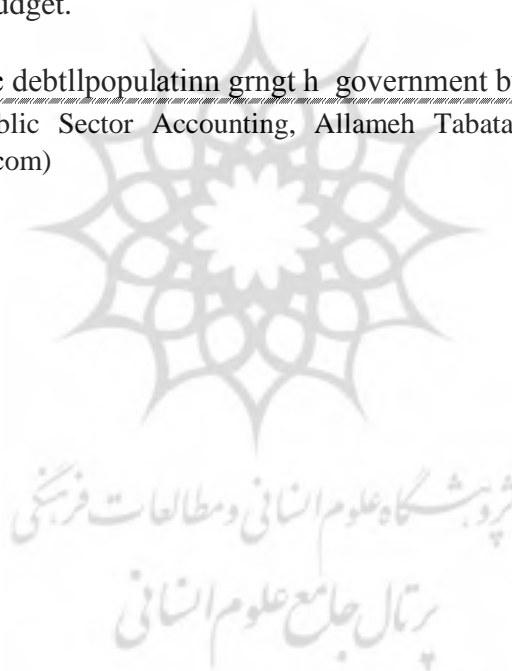 udget.
debtllpopulatinn grngt h government b
blic Sector Accounting, Allameh Tabata
com)
پژوهشگاه علوم انسانی و مطالعات فرهنگی
پرتال جامع علوم انسانی